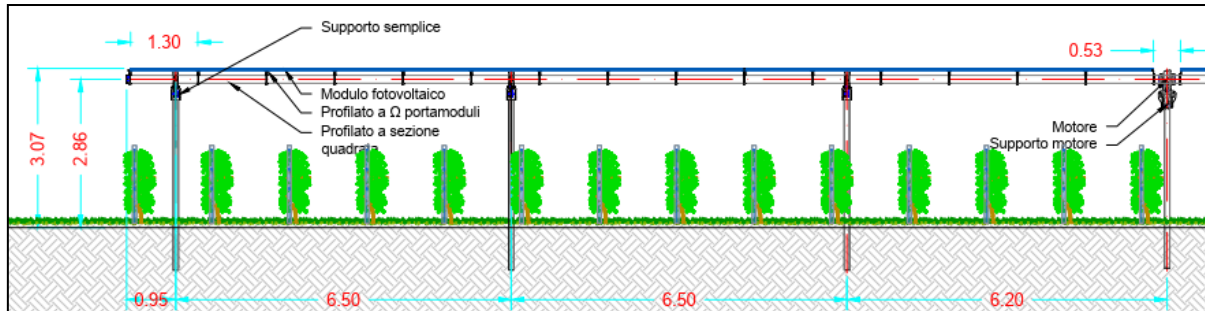 Supporto semplice
1.30
0.53
Modulo fotovoltaico
Profilato a Ω portamoduli
Profilato a sezione
quadrata
Motore
Supporto motore
3.07
2.86
0.95
6.50
6.50
6.20